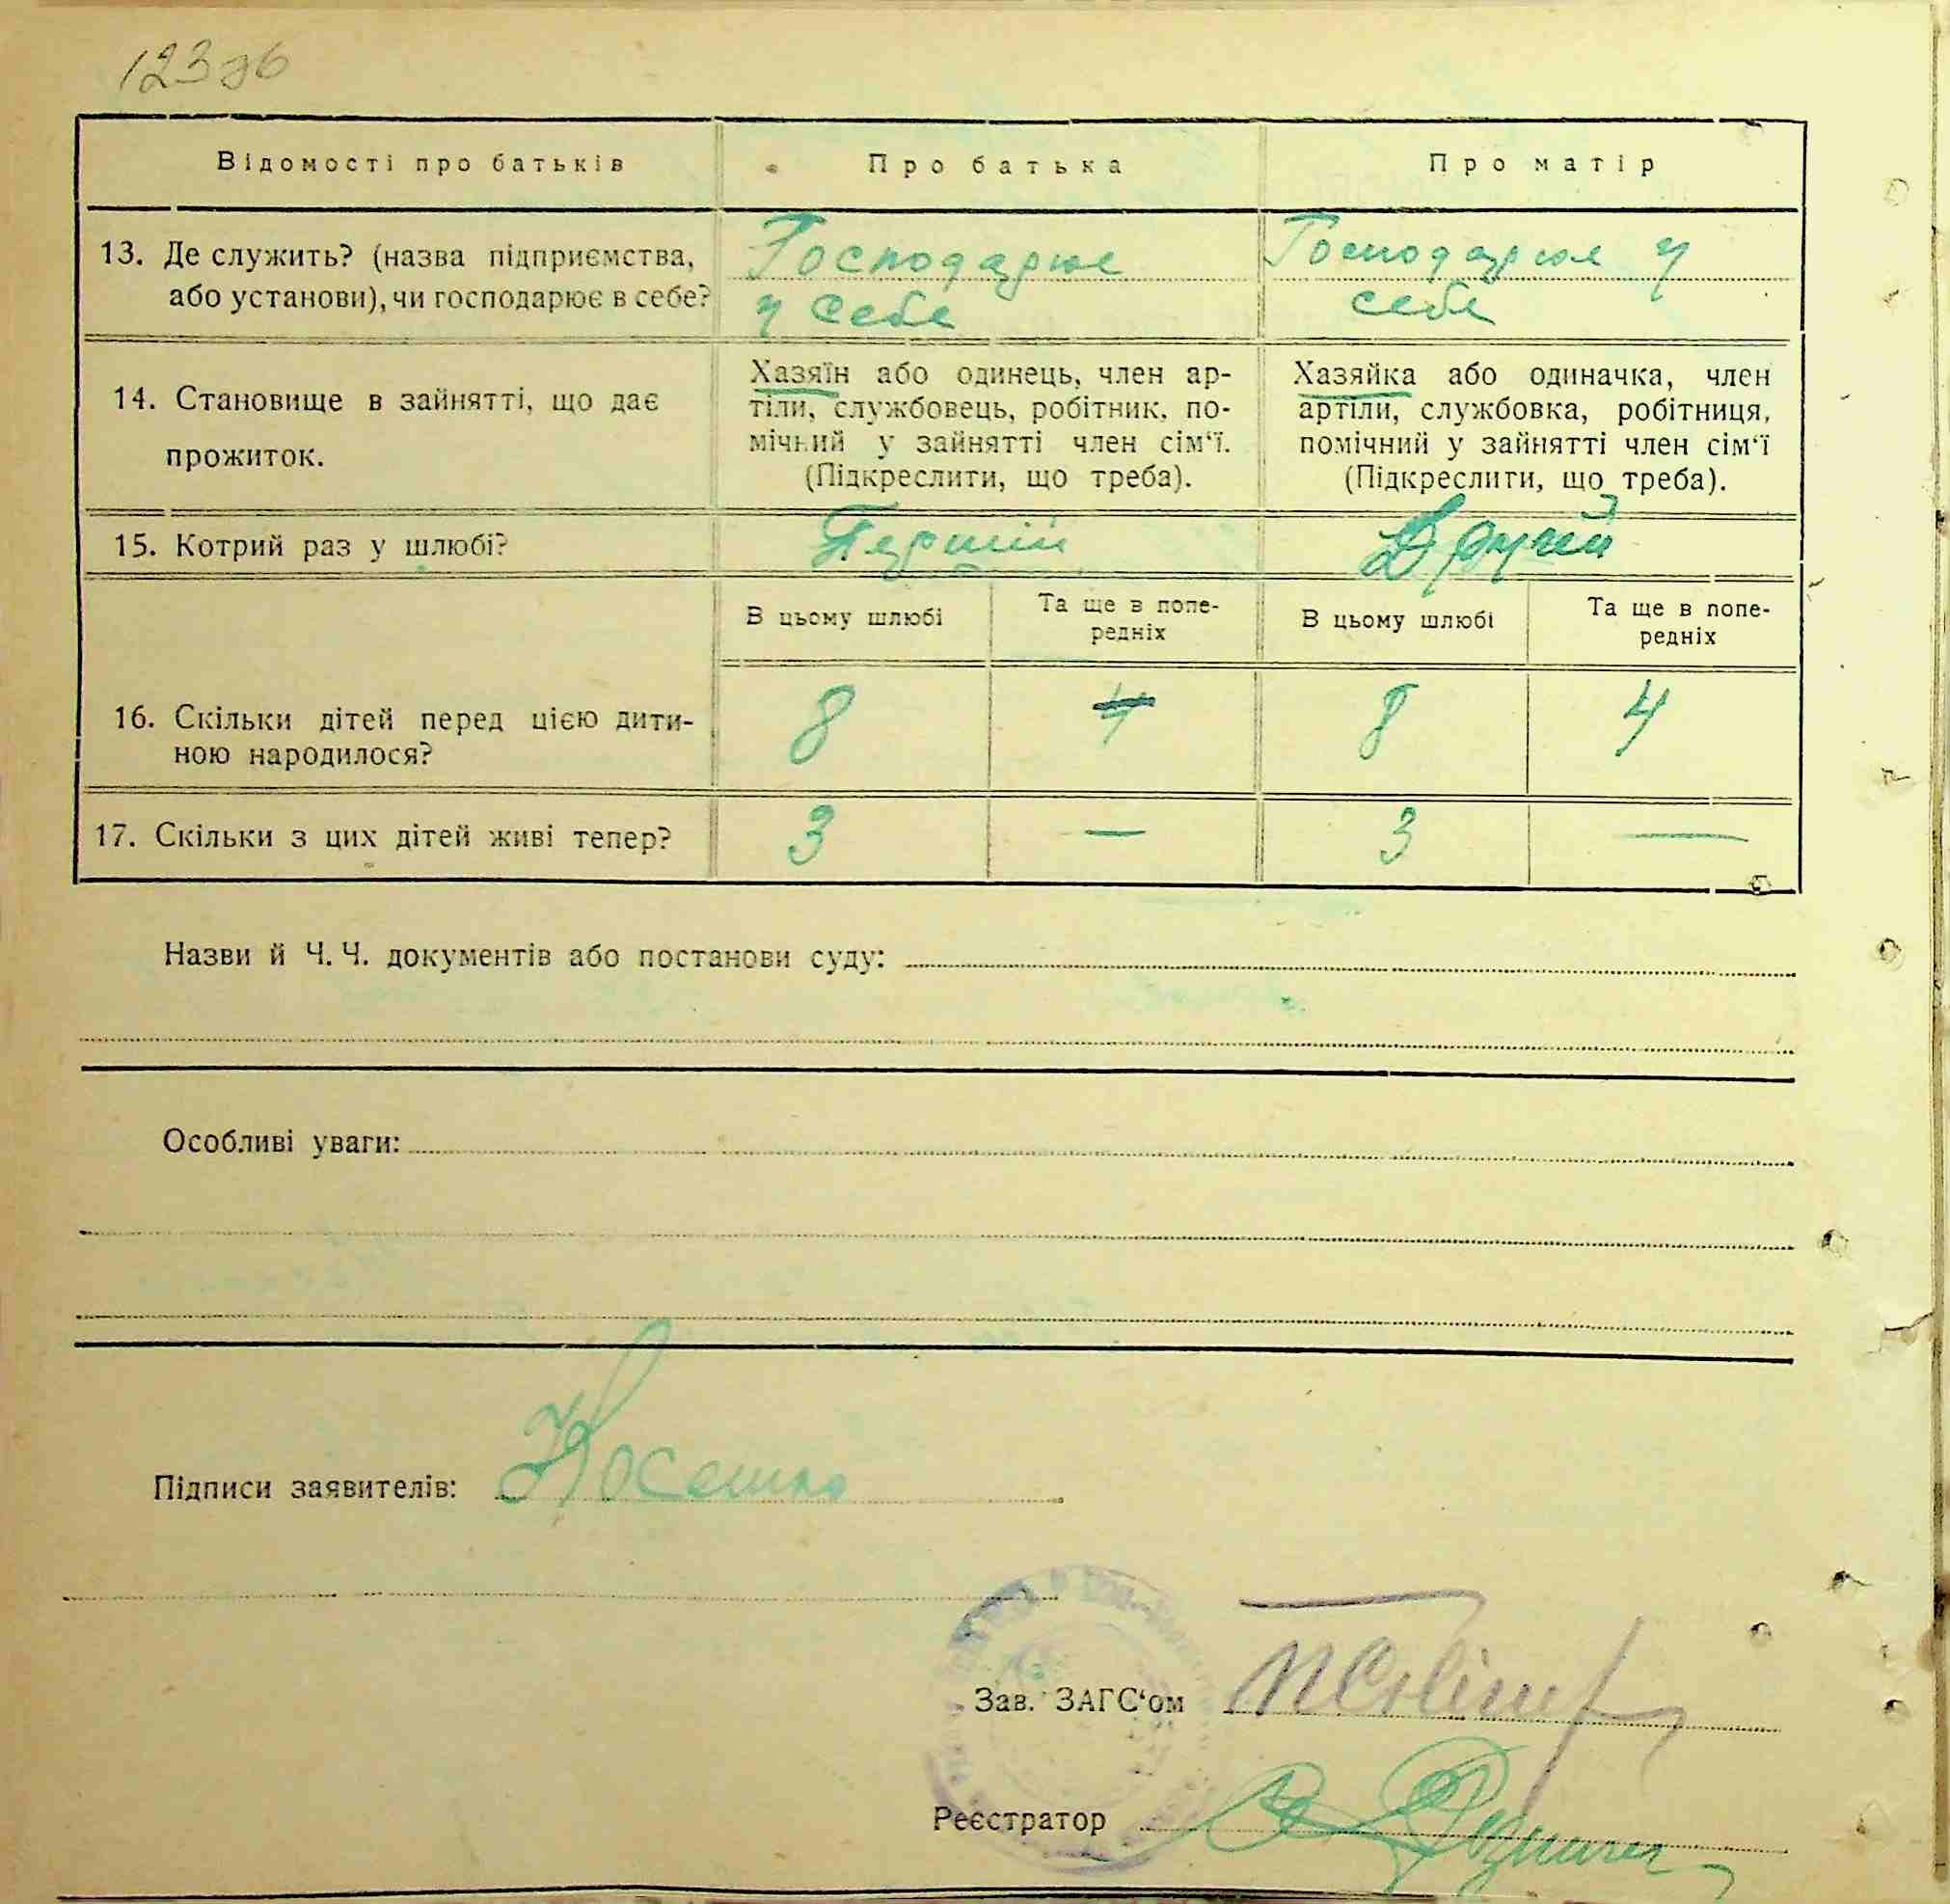 123 зв
Відомості про батьків
Про батька
Про матір
13. Де служить? (назва підприємства,
або установи), чи господарює в себе?
Господарює
у себе
Господарює у
себе
14. Становище в зайнятті, що дає
прожиток.
Хазяїн або одинець, член ар-
тіли, службовець, робітник, по-
мічний у зайнятті член сім‘ї.
(Підкреслити, що треба).
Хазяйка або одиначка, член
артіли, службовка, робітниця,
помічний у зайнятті член сім‘ї
(Підкреслити, що треба).
15. Котрий раз у шлюбі?
Перший
Другий
В цьому шлюбі
Та ще в попе-
редніх
В цьому шлюбі
Та ще в попе-
редніх
16. Скільки дітей перед цією дити-
ною народилося?
8
4
8
4
17. Скільки з цих дітей живі тепер?
3
—
3
—
Назви й Ч. Ч. документів або постанови суду:
Особливі уваги:
Підписи заявителів:
Зав. ЗАГС‘ом
Реєстратор